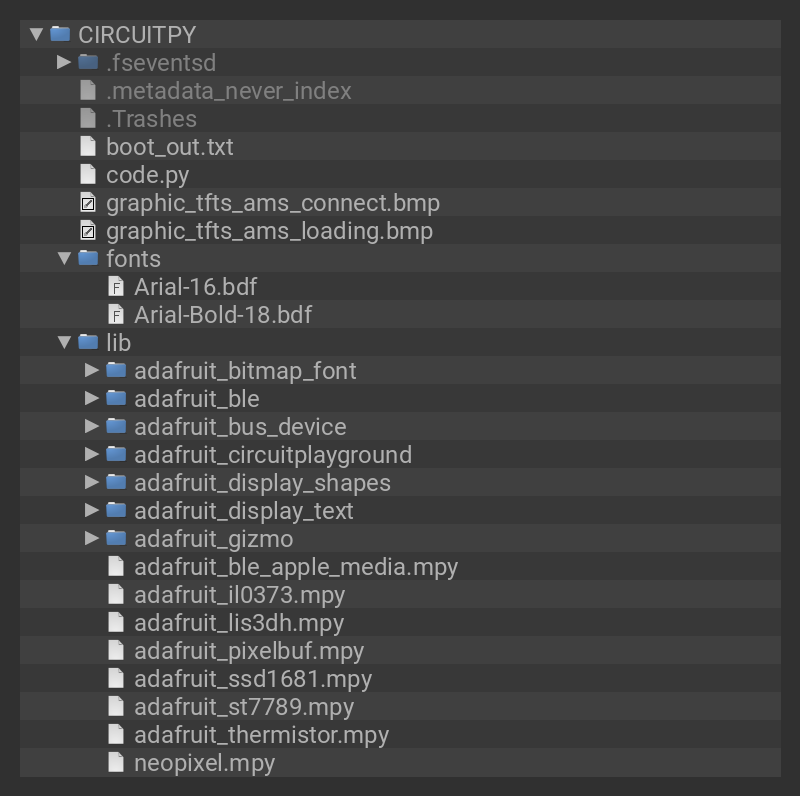 CIRCUITPY
.fseventsd
.metadata_never_index
.Trashes
boot_out.txt
code.py
graphic_tfts_ams_connect.bmp
graphic_tfts_ams_loading.bmp
fonts
Arial-16.bdf
Arial-Bold-18.bdf
lib
adafruit_bitmap_font
adafruit_ble
adafruit_bus_device
adafruit_circuitplayground
adafruit_display_shapes
adafruit_display_text
adafruit_gizmo
adafruit_ble_apple_media.mpy
adafruit_il0373.mpy
adafruit_lis3dh.mpy
adafruit_pixelbuf.mpy
adafruit_ssd1681.mpy
adafruit_st7789.mpy
adafruit_thermistor.mpy
neopixel.mpy